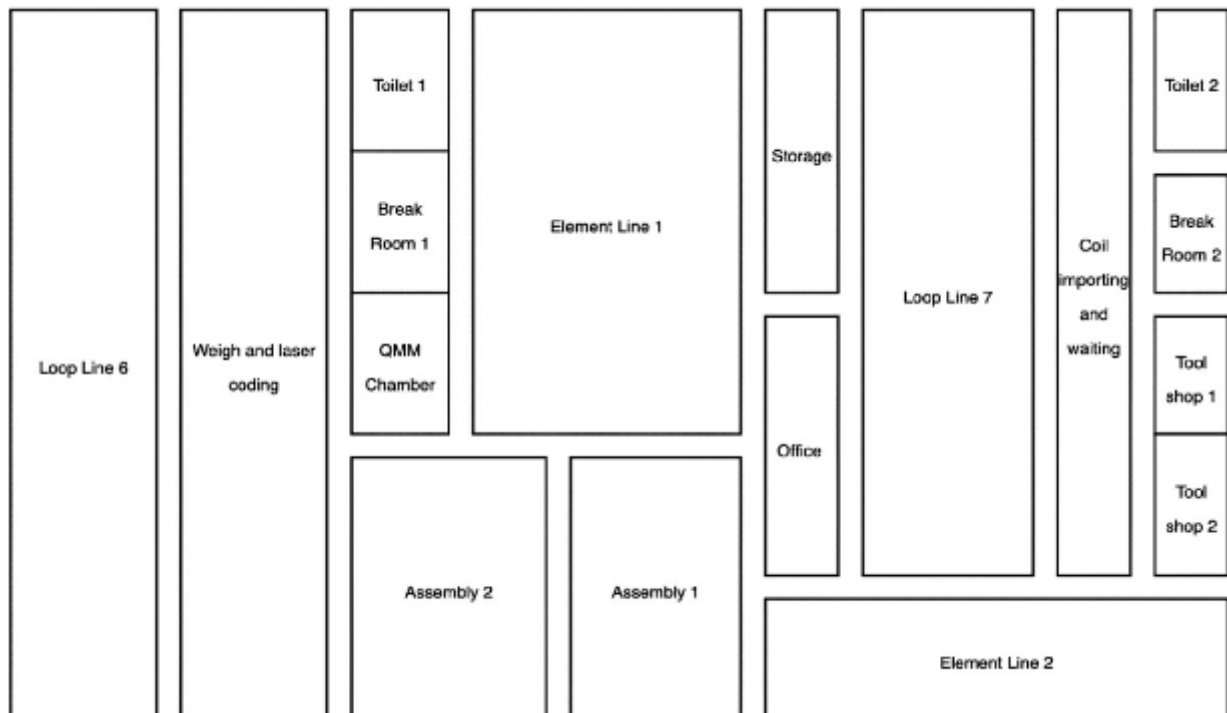 Toilet 1
Toilet 2
Storage
Break
Room 1
Element Line 1
Break
Room 2
Coil
importing
and
waiting
Loop Line 7
Loop Line 6
Weigh and laser
coding
QMM
Chamber
Tool
shop 1
Office
Tool
shop 2
Assembly 2
Assembly 1
Element Line 2